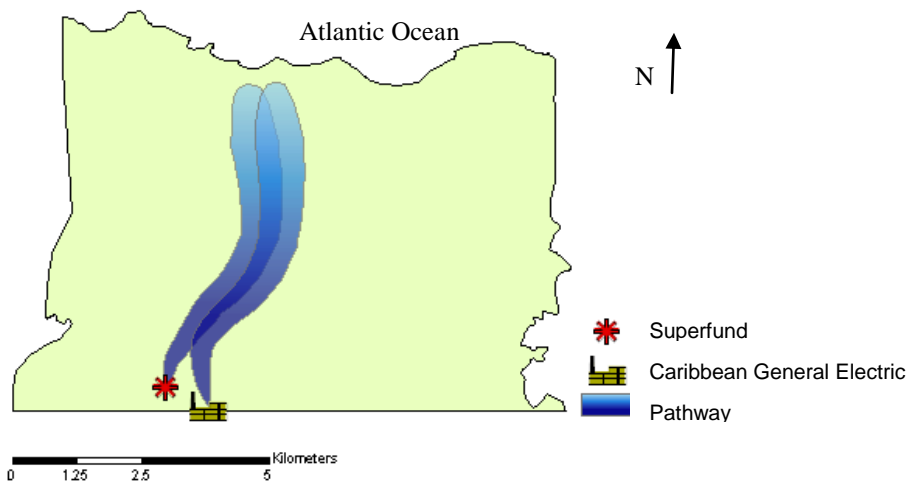 Atlantic Ocean
N
Superfund
Caribbean General Electric
Pathway
Kilometers
0 1.25 2.5 5